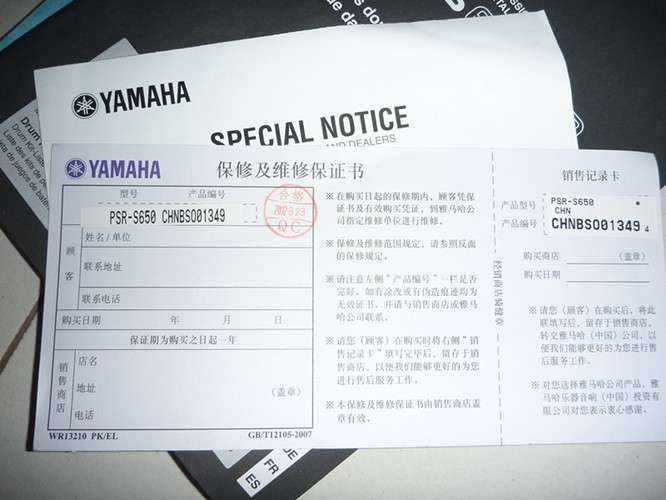 YAMAHA
SPECIAL NOTICE
AND DEALERS
YAMAHA
保修及维修保证书
型号 产品编号
PSR-S650 CHNBS001349
合格
QC
姓名/单位
顾客
联系地址
联系电话
购买日期 年 月 日
保证期为购买之日起一年
销售商店
店名
地址
(盖章)
电话
WR13210 PK/EL
GB/T12105-2007
※在购买日起的保修期内、顾客凭保
证书及有效购买凭证，到雅马哈公
司指定维修单位进行维修。
※保修及维修范围规定，请参照反面
的保修规定。
※请注意左侧"产品编号"一栏是否
完好。如有涂改或有伪造痕迹均为
无效证书，并请与销售商店或雅马
哈公司联系。
※请您（顾客）在购买时将右侧"销
售记录卡"填写完毕后，留存于销
售商店，以便我们能够更好的为您
进行售后服务工作。
※本保修及维修保证书由销售商店盖
章有效。
经销商店骑缝章
销售记录卡
产品型号
PSR-S650
CHN
产品编号
CHNBS001349 4
购买商店 (盖章)
购买日期
※请您（顾客）在购买后，将此
联填写后，留存于销售商店，
转交雅马哈（中国）公司，以
便我们能够更好的为您进行售
后服务工作。
※对您选择雅马哈公司产品，雅
马哈乐器音响（中国）投资有
限公司对您表示衷心感谢。
DE
FR
ES